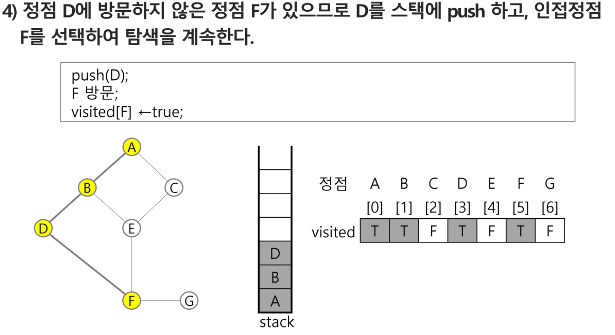 4) 정점 D에 방문하지 않은 정점 F가 있으므로 D를 스택에 push 하고, 인접정점
F를 선택하여 탐색을 계속한다.
push(D);
F 방문;
visited[F] ←true;
A
B
C
D
E
F
G
D
B
A
stack
정점 A B C D E F G
[0] [1] [2] [3] [4] [5] [6]
visited T T F T F T F